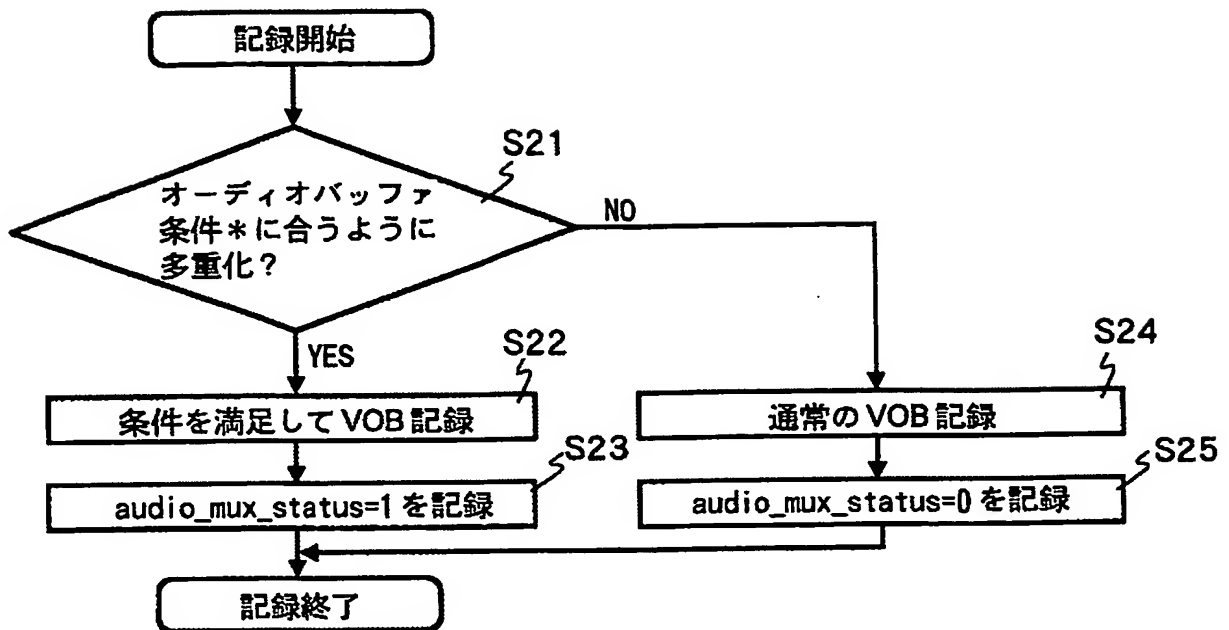 記録開始
S21
オーディオバッファ
条件*に合うように
多重化？
NO
YES
S22
条件を満足してVOB記録
S24
通常のVOB記録
S23
audio_mux_status=1を記録
S25
audio_mux_status=0を記録
記録終了